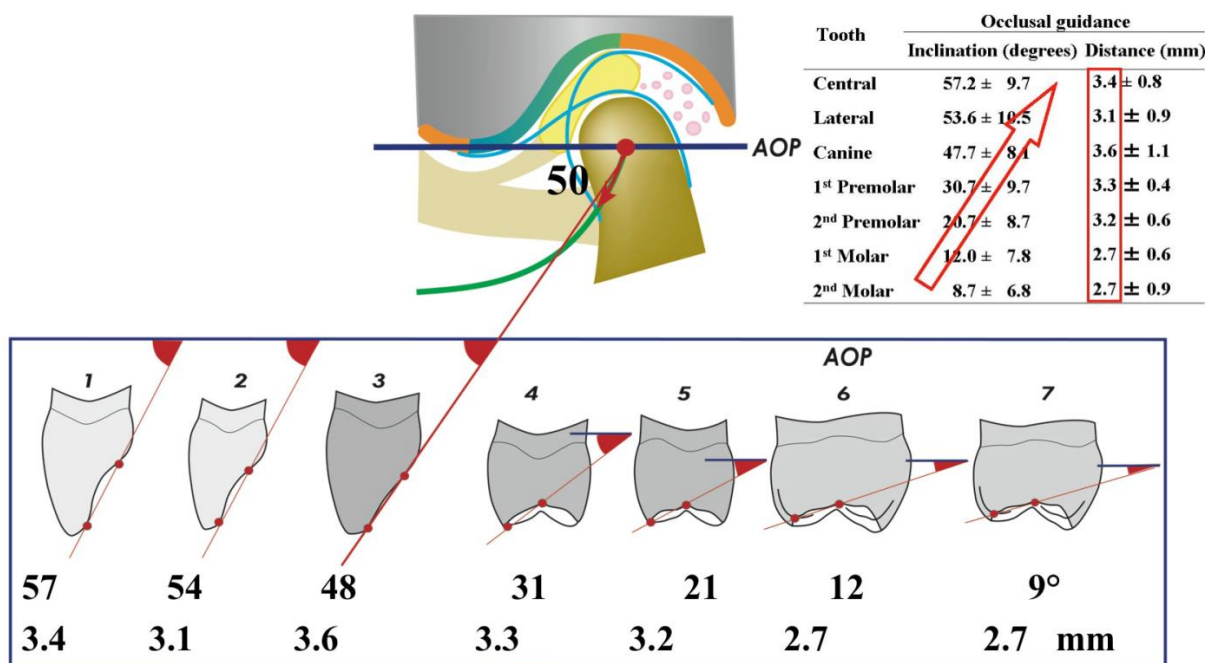 Tooth Occlusal guidance
Inclination (degrees) Distance (mm)
Central 57.2 ± 9.7 3.4 ± 0.8
Lateral 53.6 ± 10.5 3.1 ± 0.9
Canine 47.7 ± 8.1 3.6 ± 1.1
1st Premolar 30.7 ± 9.7 3.3 ± 0.4
2nd Premolar 20.7 ± 8.7 3.2 ± 0.6
1st Molar 12.0 ± 7.8 2.7 ± 0.6
2nd Molar 8.7 ± 6.8 2.7 ± 0.9
AOP
50
AOP
1 2 3 4 5 6 7
57 54 48 31 21 12 9°
3.4 3.1 3.6 3.3 3.2 2.7 2.7 mm